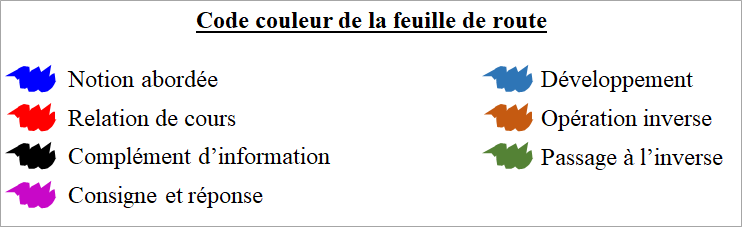 Code couleur de la feuille de route
Notion abordée
Relation de cours
Complément d’information
Consigne et réponse
Développement
Opération inverse
Passage à l’inverse